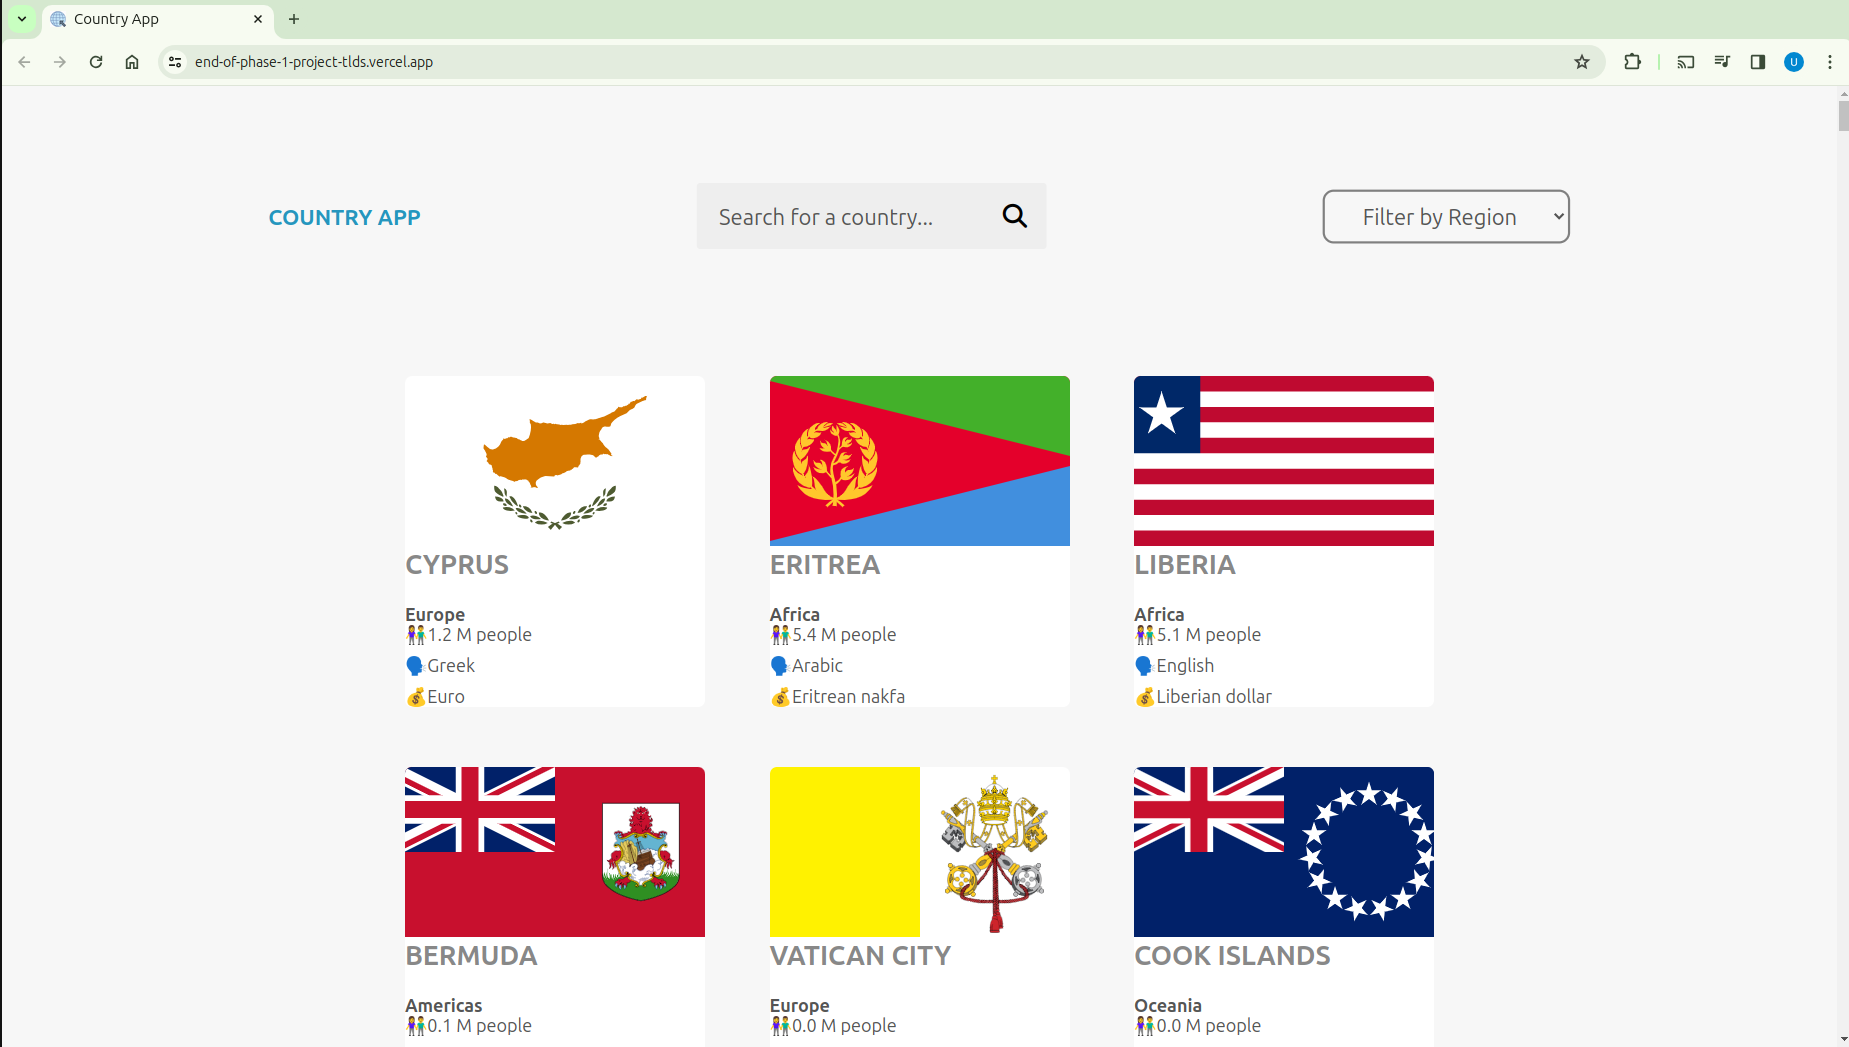 Country App
end-of-phase-1-project-tlds.vercel.app
U
COUNTRY APP
Search for a country...
Filter by Region
CYPRUS
Europe
1.2 M people
Greek
Euro
ERITREA
Africa
5.4 M people
Arabic
Eritrean nakfa
LIBERIA
Africa
5.1 M people
English
Liberian dollar
BERMUDA
Americas
0.1 M people
VATICAN CITY
Europe
0.0 M people
COOK ISLANDS
Oceania
0.0 M people